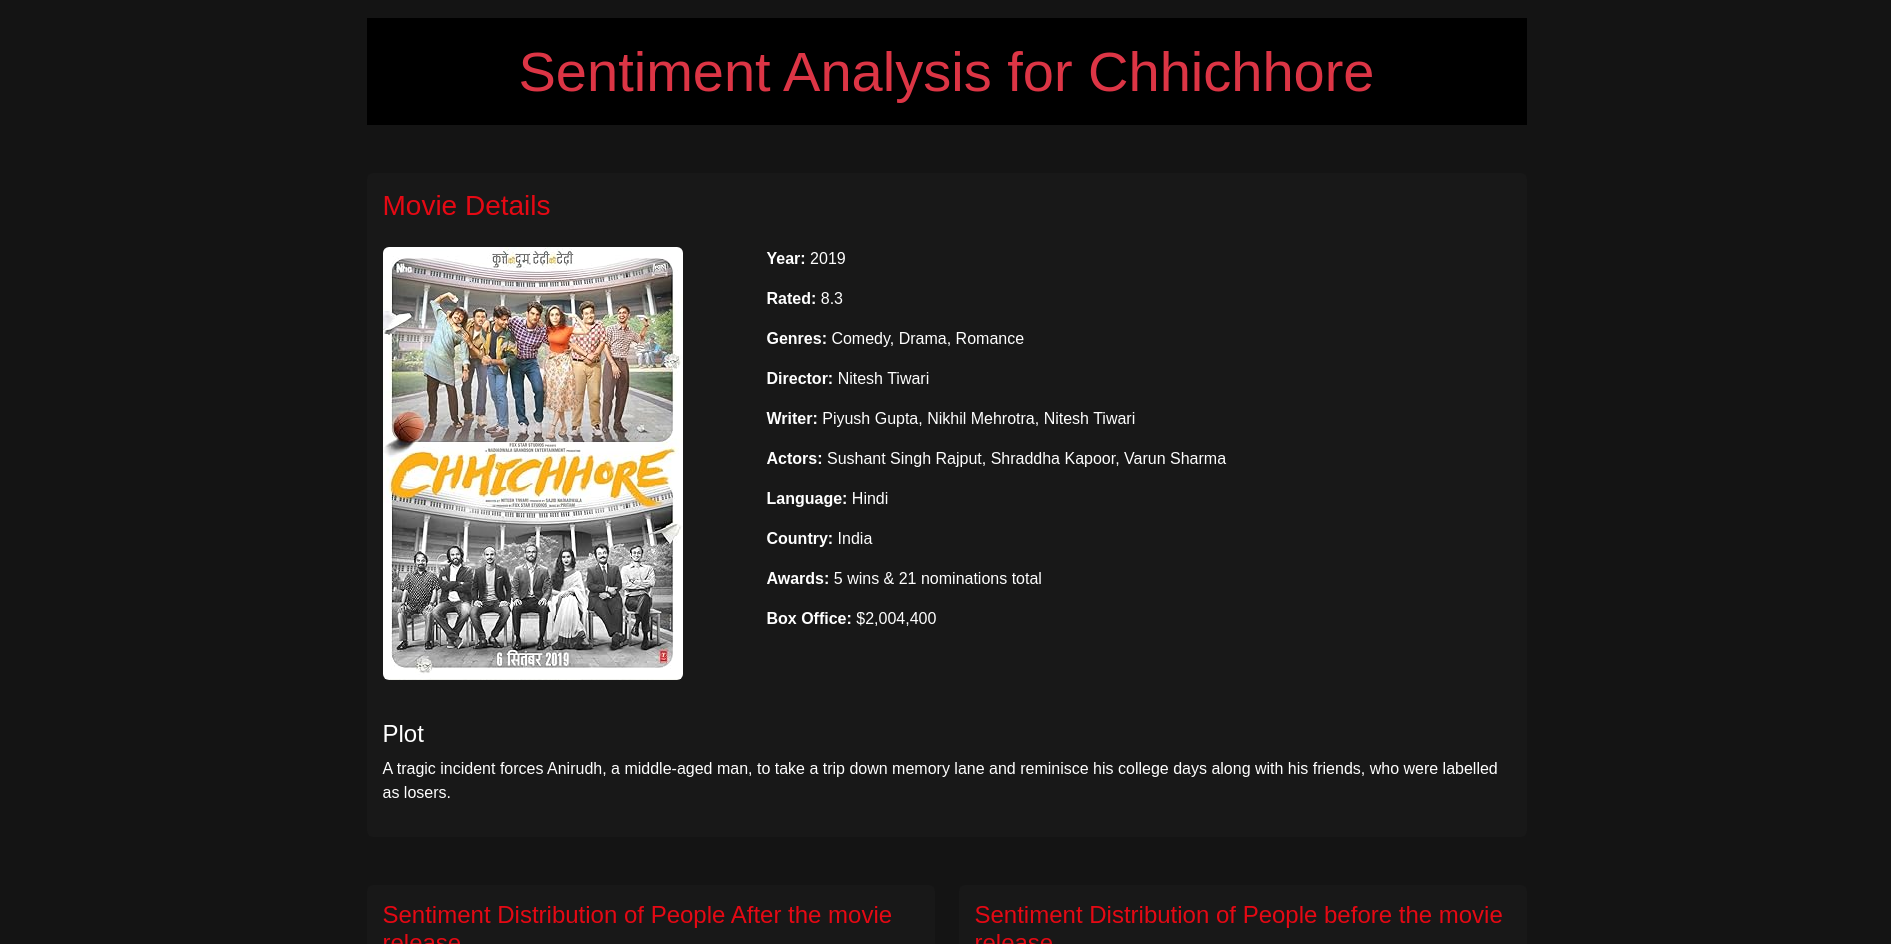 Sentiment Analysis for Chhichhore
Movie Details
कुत्ते की दुम, टेढ़ी की टेढ़ी
CHHICHHORE
6 सितंबर 2019
Year: 2019
Rated: 8.3
Genres: Comedy, Drama, Romance
Director: Nitesh Tiwari
Writer: Piyush Gupta, Nikhil Mehrotra, Nitesh Tiwari
Actors: Sushant Singh Rajput, Shraddha Kapoor, Varun Sharma
Language: Hindi
Country: India
Awards: 5 wins & 21 nominations total
Box Office: $2,004,400
Plot
A tragic incident forces Anirudh, a middle-aged man, to take a trip down memory lane and reminisce his college days along with his friends, who were labelled
as losers.
Sentiment Distribution of People After the movie
release
Sentiment Distribution of People before the movie
release